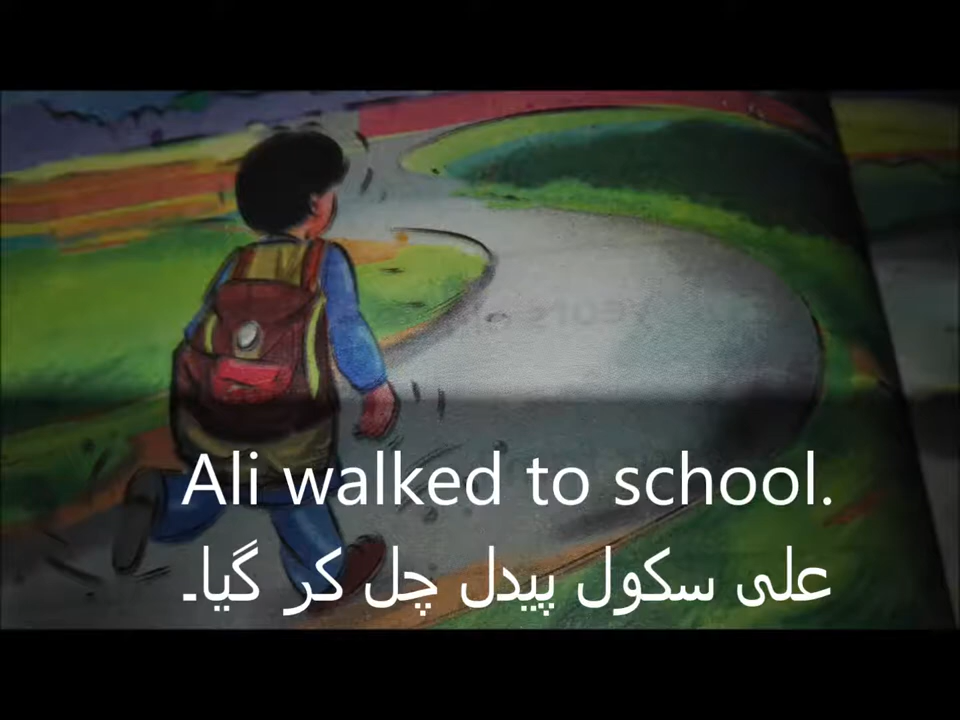 Ali walked to school.
علی سکول پیدل چل کر گیا۔